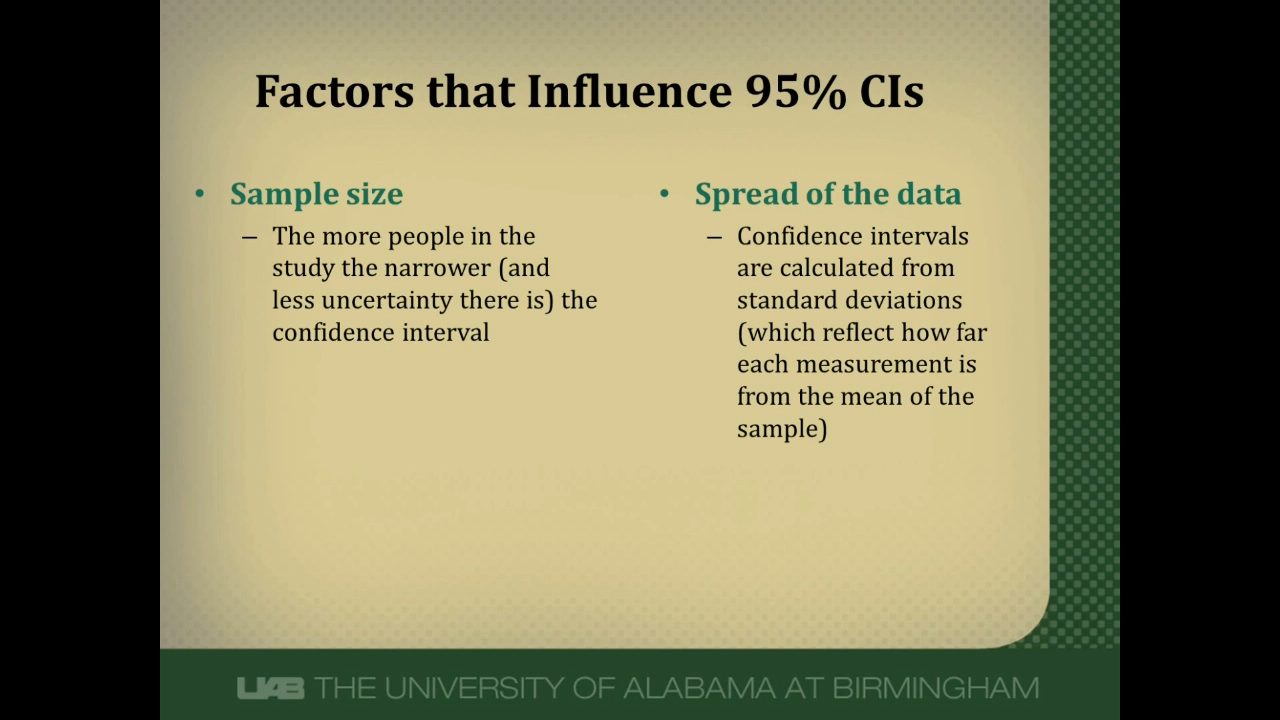 Factors that Influence 95% CIs
• Sample size
– The more people in the
study the narrower (and
less uncertainty there is) the
confidence interval
• Spread of the data
– Confidence intervals
are calculated from
standard deviations
(which reflect how far
each measurement is
from the mean of the
sample)
UAB THE UNIVERSITY OF ALABAMA AT BIRMINGHAM